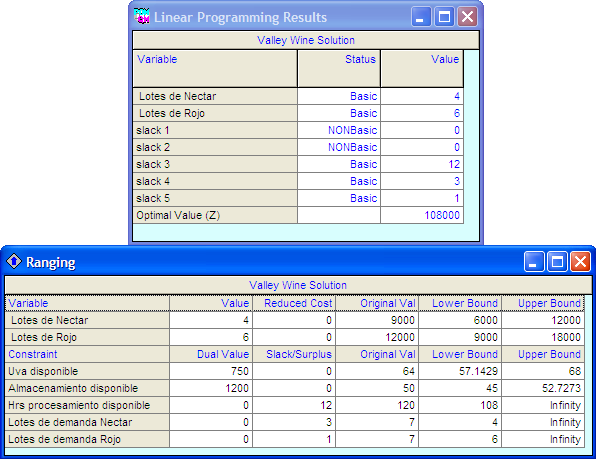 Linear Programming Results
Valley Wine Solution
Variable Status Value
Lotes de Nectar Basic 4
Lotes de Rojo Basic 6
slack 1 NONBasic 0
slack 2 NONBasic 0
slack 3 Basic 12
slack 4 Basic 3
slack 5 Basic 1
Optimal Value (Z) 108000
Ranging
Valley Wine Solution
Variable Value Reduced Cost Original Val Lower Bound Upper Bound
Lotes de Nectar 4 0 9000 6000 12000
Lotes de Rojo 6 0 12000 9000 18000
Constraint Dual Value Slack/Surplus Original Val Lower Bound Upper Bound
Uva disponible 750 0 64 57.1429 68
Almacenamiento disponible 1200 0 50 45 52.7273
Hrs procesamiento disponible 0 12 120 108 Infinity
Lotes de demanda Nectar 0 3 7 4 Infinity
Lotes de demanda Rojo 0 1 7 6 Infinity